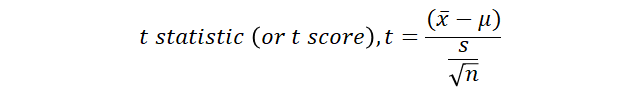 t statistic (or t score), t = (x̄ − μ) / (s / √n)